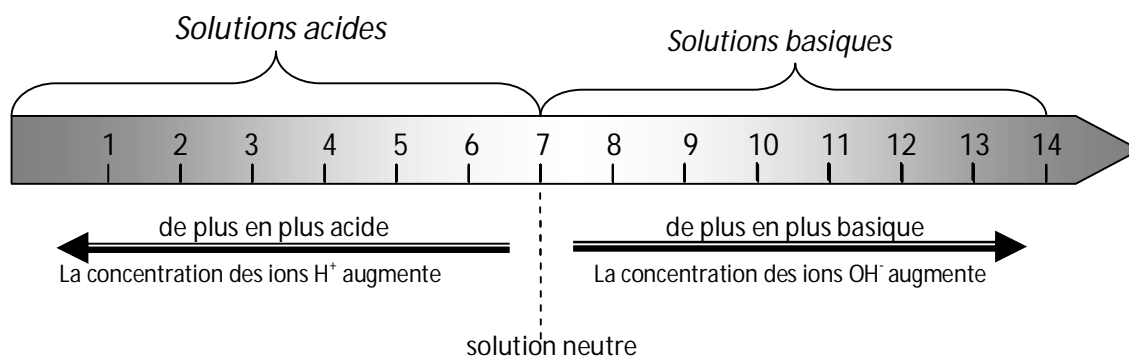 Solutions acides
Solutions basiques
1 2 3 4 5 6 7 8 9 10 11 12 13 14
de plus en plus acide
La concentration des ions H⁺ augmente
de plus en plus basique
La concentration des ions OH⁻ augmente
solution neutre